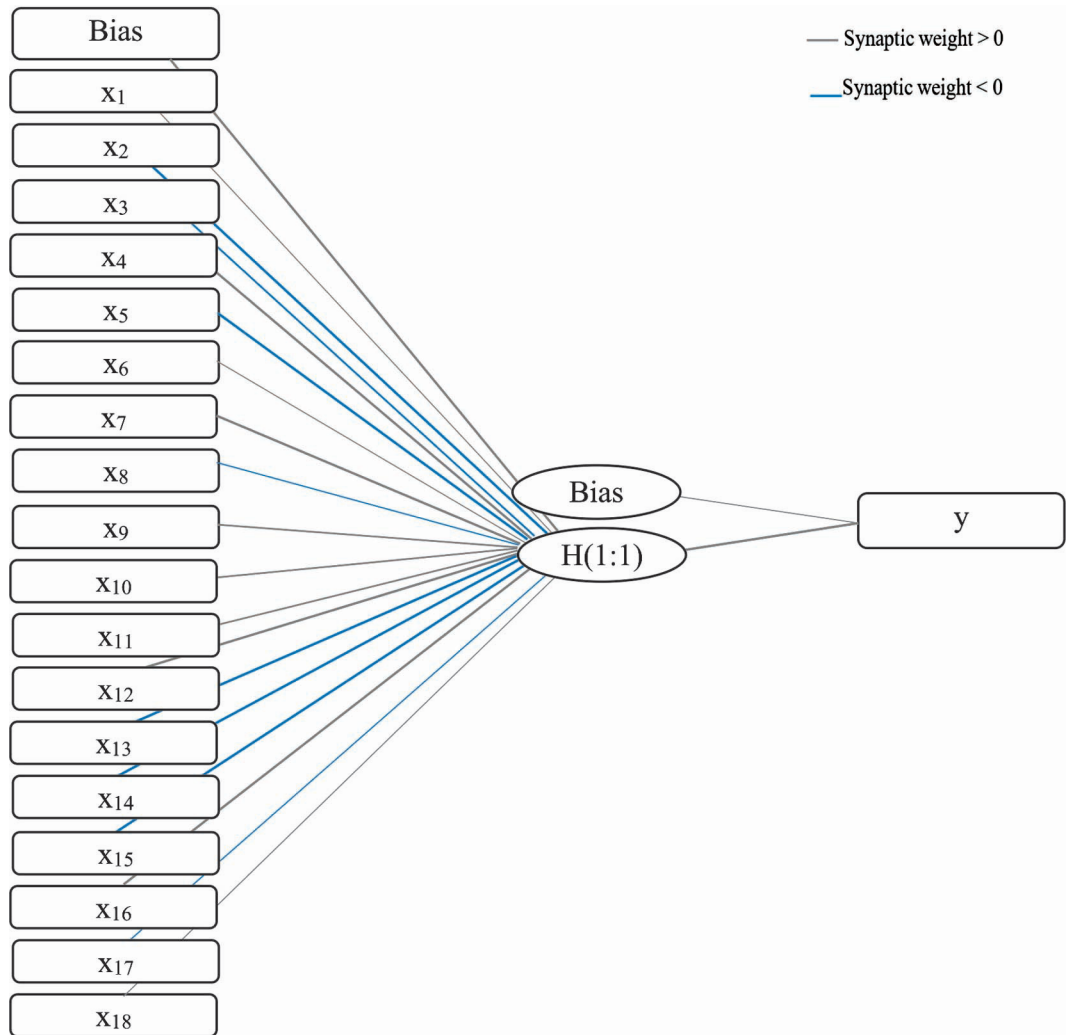 Bias
Synaptic weight > 0
x₁
Synaptic weight < 0
x₂
x₃
x₄
x₅
x₆
x₇
x₈
Bias
y
x₉
H(1:1)
x₁₀
x₁₁
x₁₂
x₁₃
x₁₄
x₁₅
x₁₆
x₁₇
x₁₈